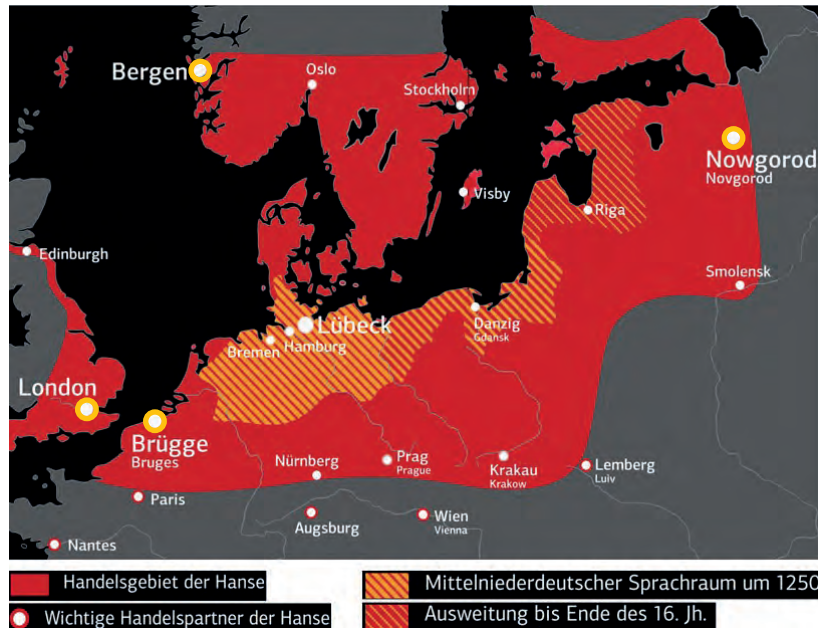 Bergen
Oslo
Stockholm
Nowgorod
Novgorod
Visby
Riga
Edinburgh
Smolensk
Lübeck
Danzig
Gdansk
Bremen
Hamburg
London
Brügge
Bruges
Nürnberg
Prag
Prague
Krakau
Krakow
Lemberg
Luiv
Paris
Augsburg
Wien
Vienna
Nantes
Handelsgebiet der Hanse
Mittelniederdeutscher Sprachraum um 1250
Wichtige Handelspartner der Hanse
Ausweitung bis Ende des 16. Jh.